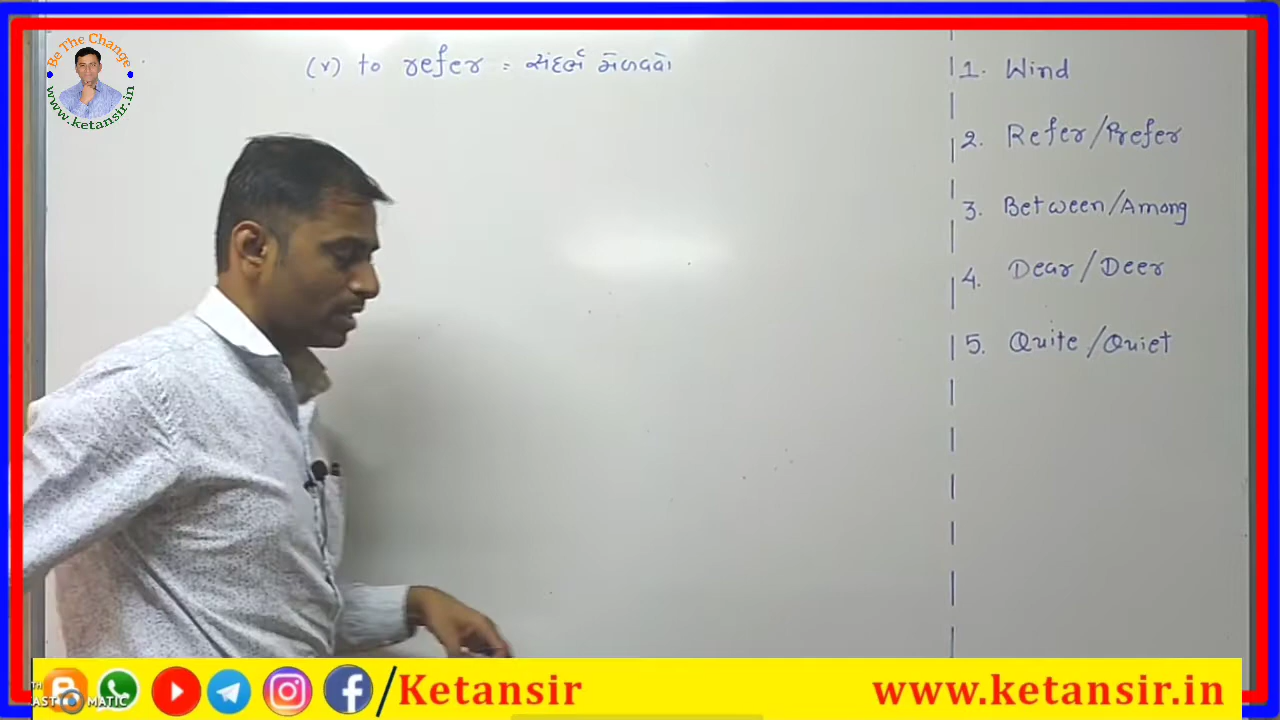 Be The Change
www.ketansir.in
(v) to refer = સંદર્ભ મેળવવો
1. Wind
2. Refer/Prefer
3. Between/Among
4. Dear/Deer
5. Quite/Quiet
/Ketansir
www.ketansir.in